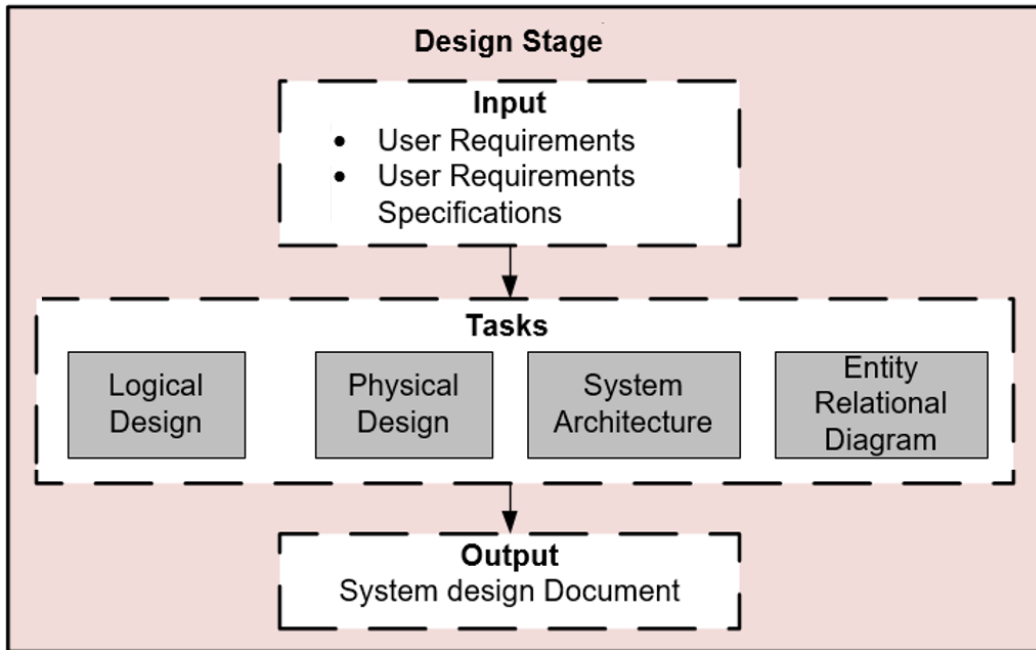 Design Stage
Input
• User Requirements
• User Requirements
Specifications
Tasks
Logical
Design
Physical
Design
System
Architecture
Entity
Relational
Diagram
Output
System design Document